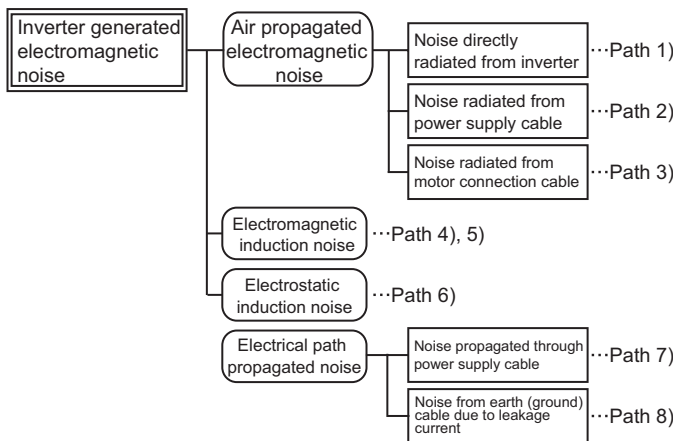 Inverter generated
electromagnetic
noise
Air propagated
electromagnetic
noise
Noise directly
radiated from inverter
···Path 1)
Noise radiated from
power supply cable
···Path 2)
Noise radiated from
motor connection cable
···Path 3)
Electromagnetic
induction noise
···Path 4), 5)
Electrostatic
induction noise
···Path 6)
Electrical path
propagated noise
Noise propagated through
power supply cable
···Path 7)
Noise from earth (ground)
cable due to leakage
current
···Path 8)